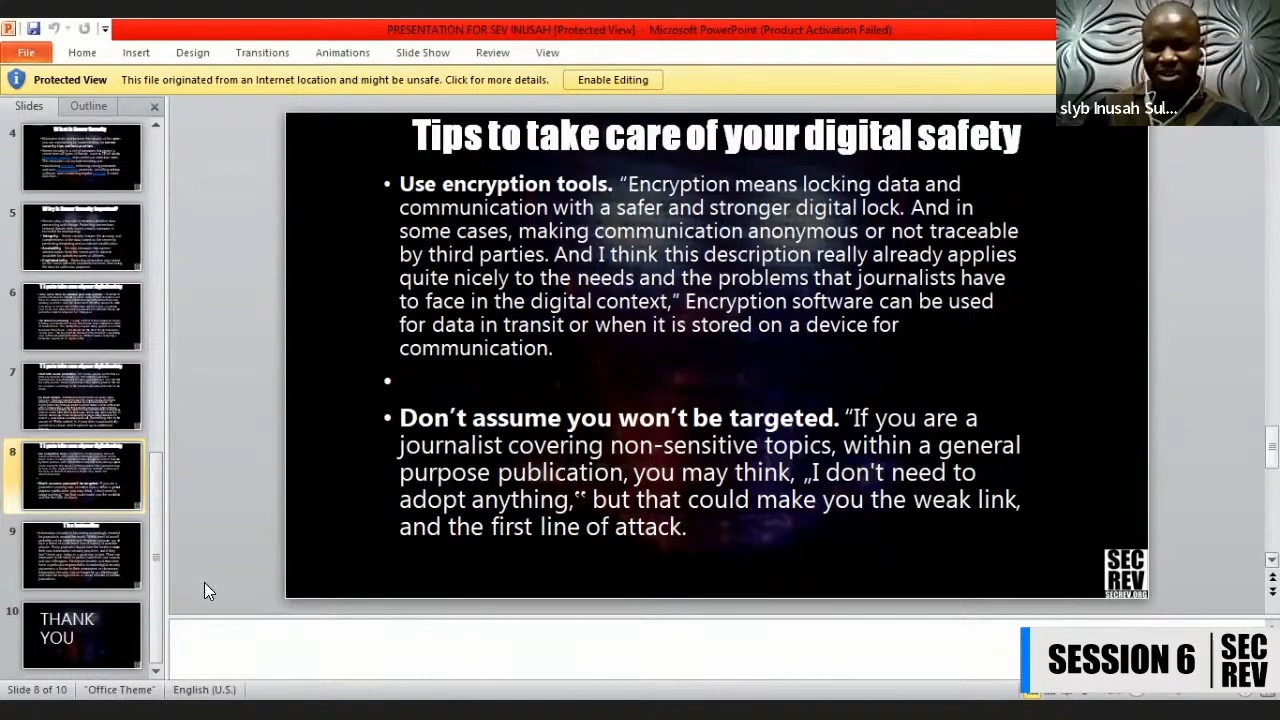 PRESENTATION FOR SEV INUSAH [Protected View] - Microsoft PowerPoint (Product Activation Failed)
File Home Insert Design Transitions Animations Slide Show Review View
Protected View This file originated from an Internet location and might be unsafe. Click for more details. Enable Editing
slyb Inusah Sul...
Slides Outline
4
5
6
7
8
9
10
THANK
YOU
Tips to take care of your digital safety
• Use encryption tools. “Encryption means locking data and
communication with a safer and stronger digital lock. And in
some cases, making communication anonymous or not traceable
by third parties. And I think this description really already applies
quite nicely to the needs and the problems that journalists have
to face in the digital context,” Encryption software can be used
for data in transit or when it is stored on a device for
communication.
•
• Don’t assume you won’t be targeted. “If you are a
journalist covering non-sensitive topics, within a general
purpose publication, you may think, „I don't need to
adopt anything,‟ but that could make you the weak link,
and the first line of attack.
SEC
REV
SECREV.ORG
SESSION 6
SEC
REV
Slide 8 of 10 "Office Theme" English (U.S.)